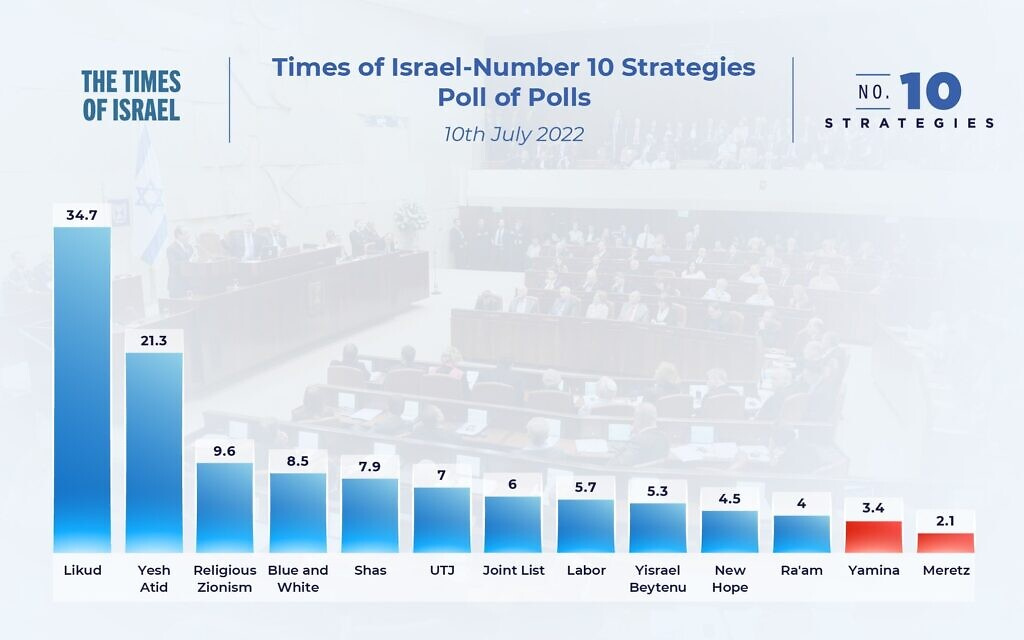 THE TIMES
OF ISRAEL
Times of Israel-Number 10 Strategies
Poll of Polls
10th July 2022
NO. 10
STRATEGIES
34.7
21.3
9.6
8.5
7.9
7
6
5.7
5.3
4.5
4
3.4
2.1
Likud
Yesh
Atid
Religious
Zionism
Blue and
White
Shas
UTJ
Joint List
Labor
Yisrael
Beytenu
New
Hope
Ra'am
Yamina
Meretz